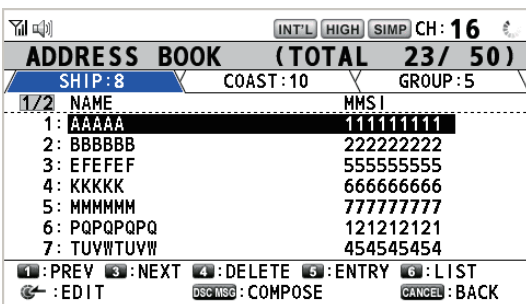 INT'L HIGH SIMP CH: 16
ADDRESS BOOK (TOTAL 23/ 50)
SHIP:8 COAST:10 GROUP:5
1/2 NAME MMSI
1: AAAAA 111111111
2: BBBBBB 222222222
3: EFEFEF 555555555
4: KKKKK 666666666
5: MMMMMM 777777777
6: PQPQPQPQ 121212121
7: TUVWTUVW 454545454
1 :PREV 3 :NEXT 4 :DELETE 5 :ENTRY 6 :LIST
:EDIT DSC MSG :COMPOSE CANCEL :BACK